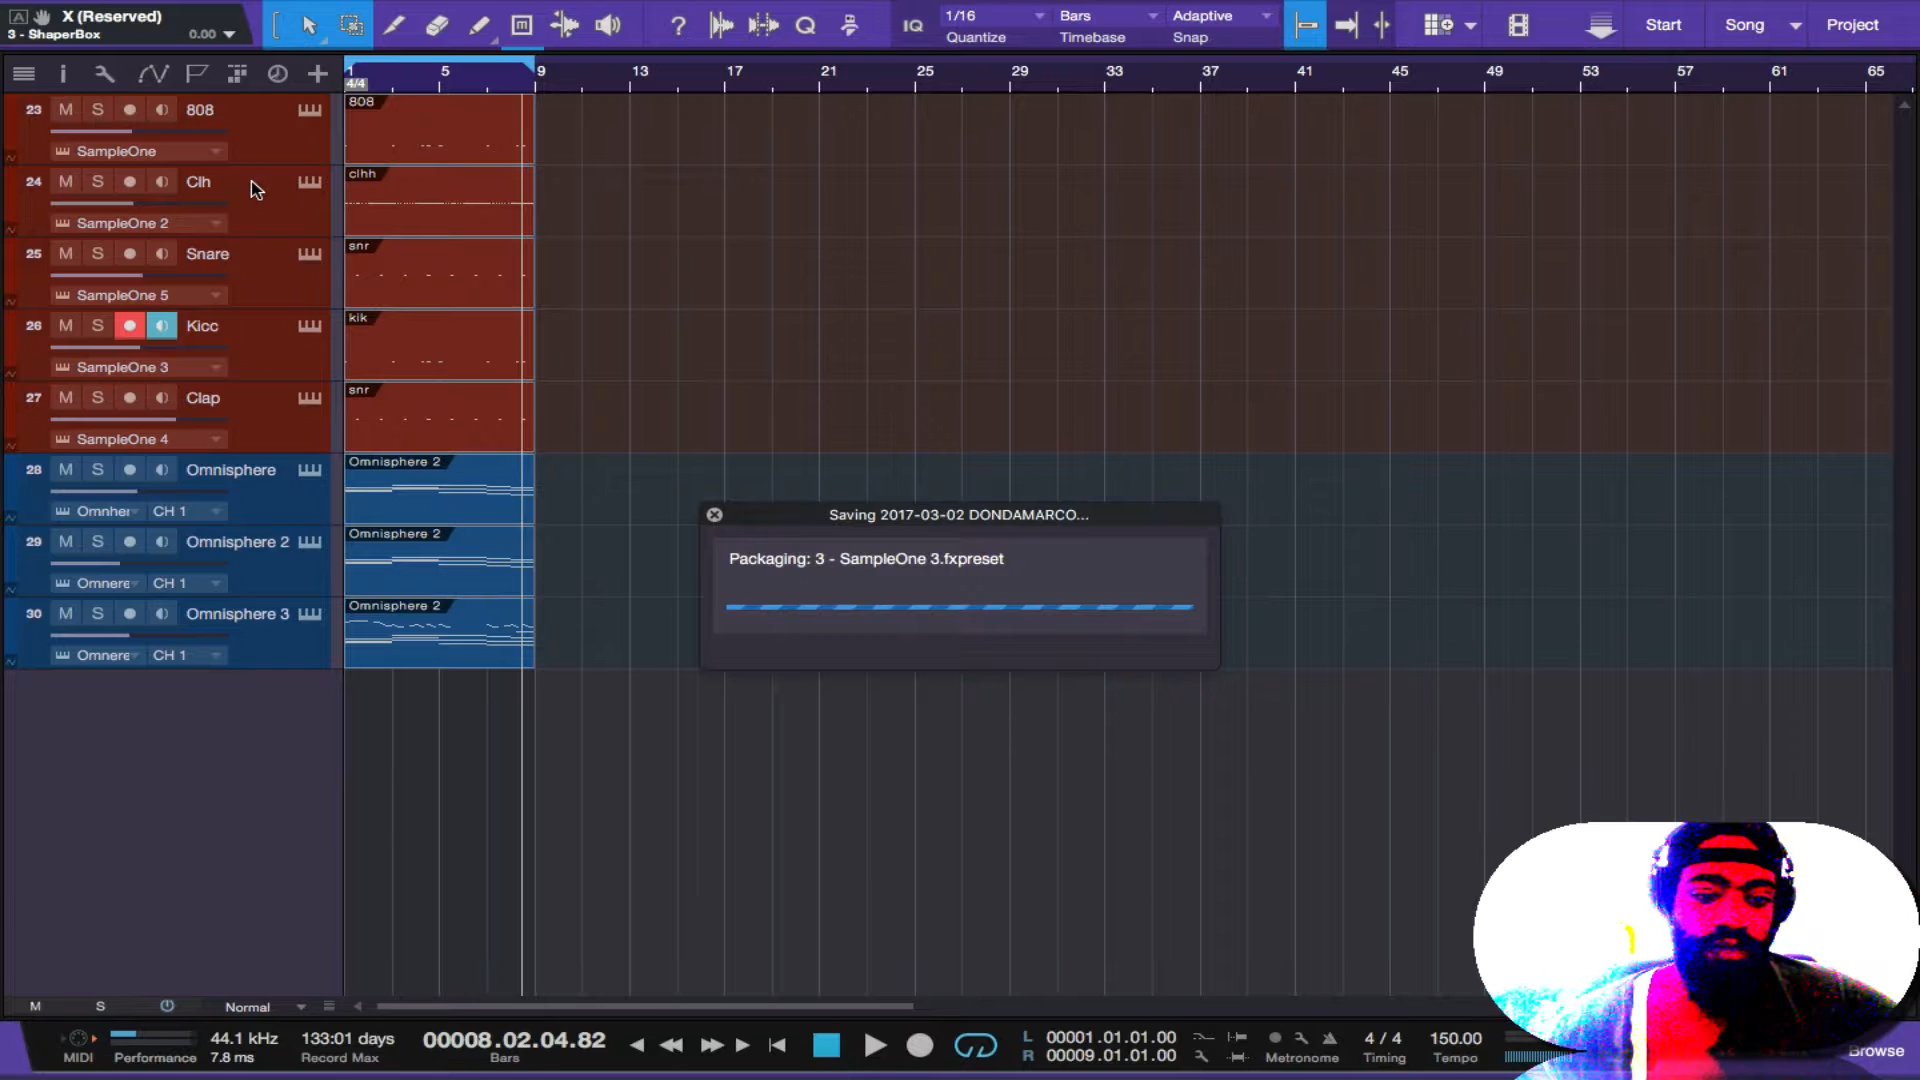 X (Reserved)
3 - ShaperBox
0.00
IQ
1/16
Quantize
Bars
Timebase
Adaptive
Snap
Start
Song
Project
1 5 9 13 17 21 25 29 33 37 41 45 49 53 57 61 65
4/4
23 M S 808
SampleOne
808
24 M S Clh
SampleOne 2
clhh
25 M S Snare
SampleOne 5
snr
26 M S Kicc
SampleOne 3
kik
27 M S Clap
SampleOne 4
snr
28 M S Omnisphere
Omnher CH 1
Omnisphere 2
29 M S Omnisphere 2
Omnere CH 1
Omnisphere 2
30 M S Omnisphere 3
Omnere CH 1
Omnisphere 2
Saving 2017-03-02 DONDAMARCO...
Packaging: 3 - SampleOne 3.fxpreset
M S Normal
MIDI
Performance
44.1 kHz
7.8 ms
133:01 days
Record Max
00008.02.04.82
Bars
L 00001.01.01.00
R 00009.01.01.00
Metronome
4 / 4
Timing
150.00
Tempo
Browse